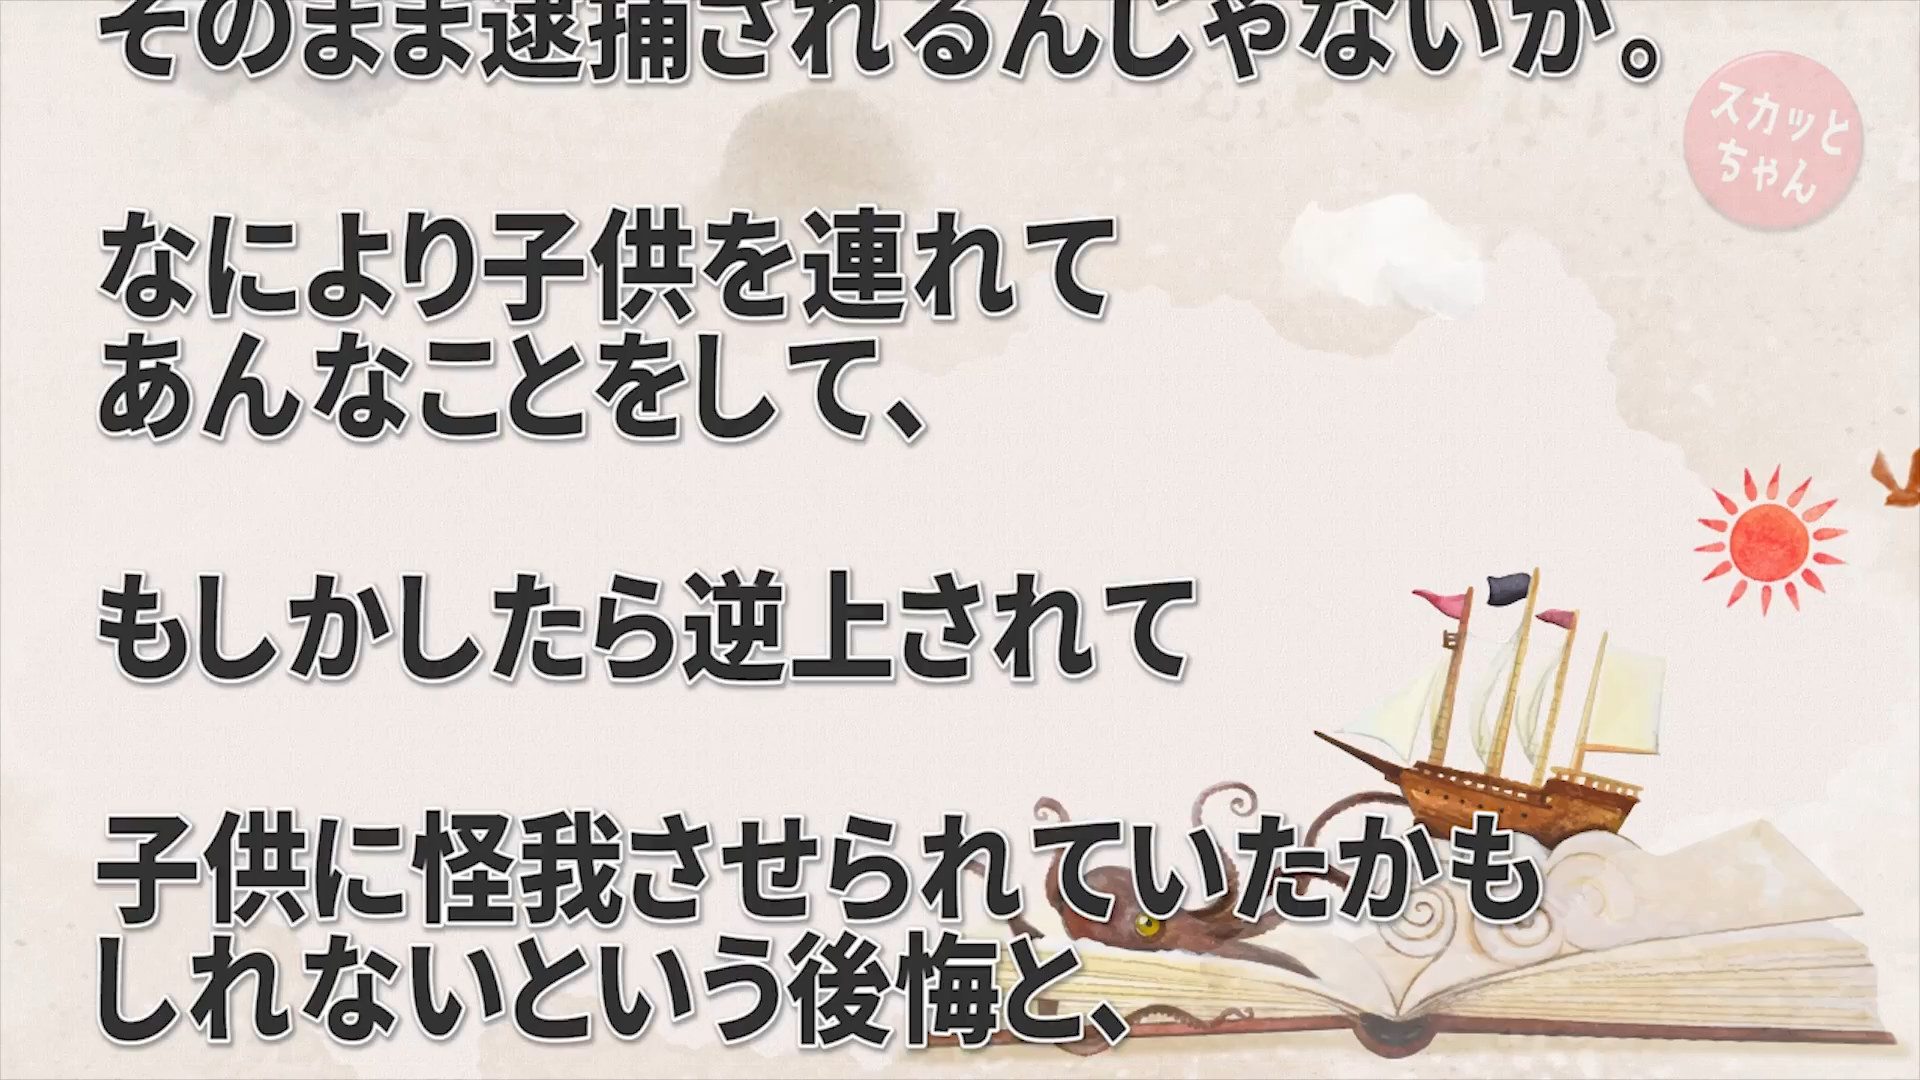 そのまま逮捕されるんじゃないか。
スカッと
ちゃん
なにより子供を連れて
あんなことをして、
もしかしたら逆上されて
子供に怪我させられていたかも
しれないという後悔と、